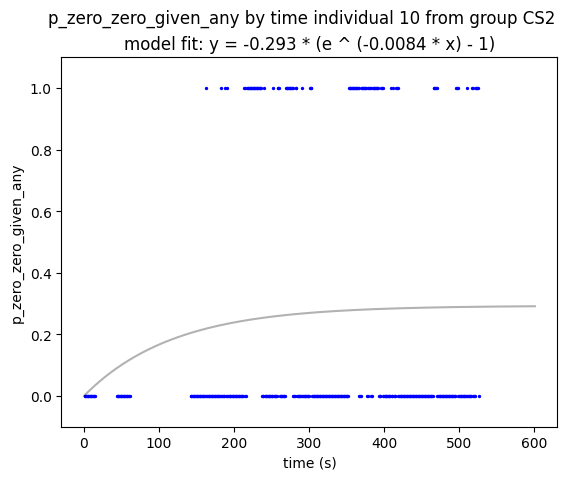 p_zero_zero_given_any by time individual 10 from group CS2
model fit: y = -0.293 * (e ^ (-0.0084 * x) - 1)
1.0
0.8
0.6
0.4
0.2
0.0
p_zero_zero_given_any
0 100 200 300 400 500 600
time (s)